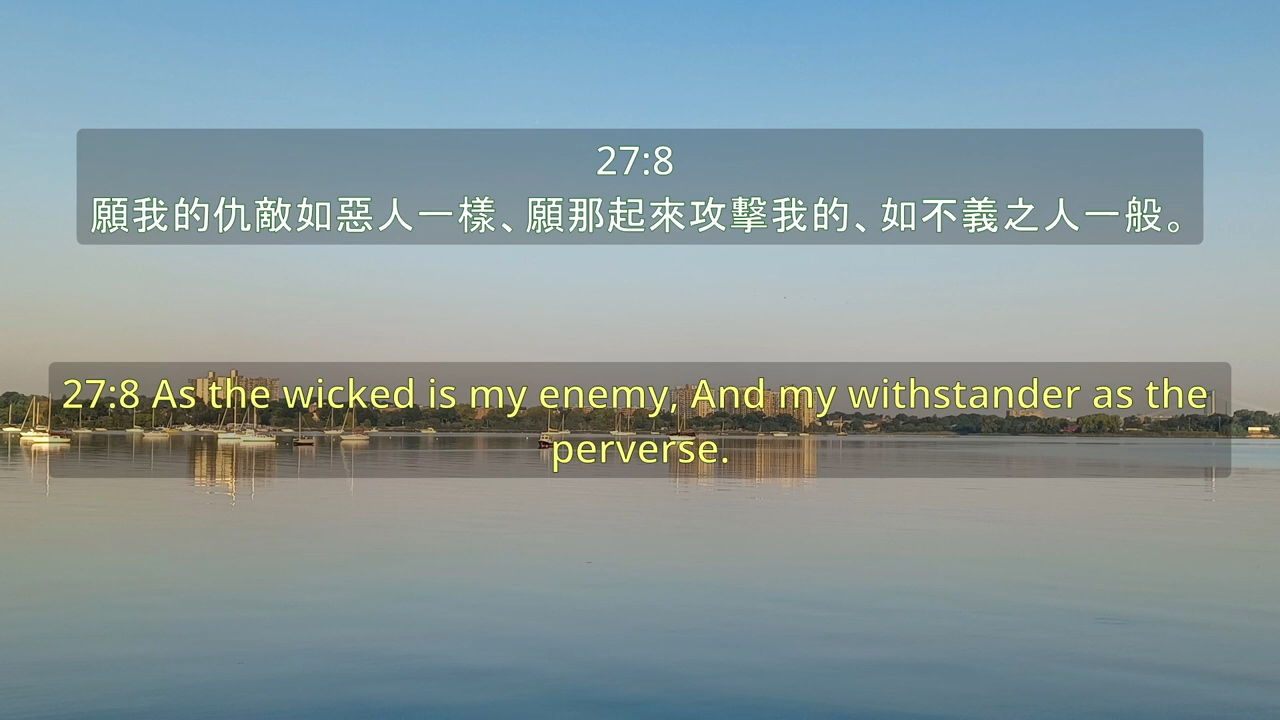 27:8
願我的仇敵如惡人一樣、願那起來攻擊我的、如不義之人一般。
27:8 As the wicked is my enemy, And my withstander as the
perverse.